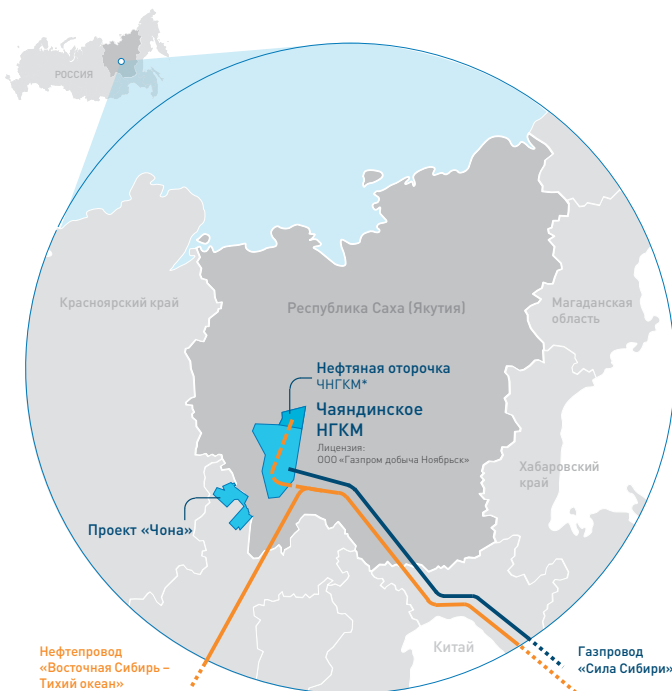 РОССИЯ
Красноярский край
Республика Саха (Якутия)
Магаданская
область
Нефтяная оторочка
ЧНГКМ*
Чаяндинское
НГКМ
Лицензия:
ООО «Газпром добыча Ноябрьск»
Хабаровский
край
Проект «Чона»
Китай
Нефтепровод
«Восточная Сибирь –
Тихий океан»
Газпровод
«Сила Сибири»